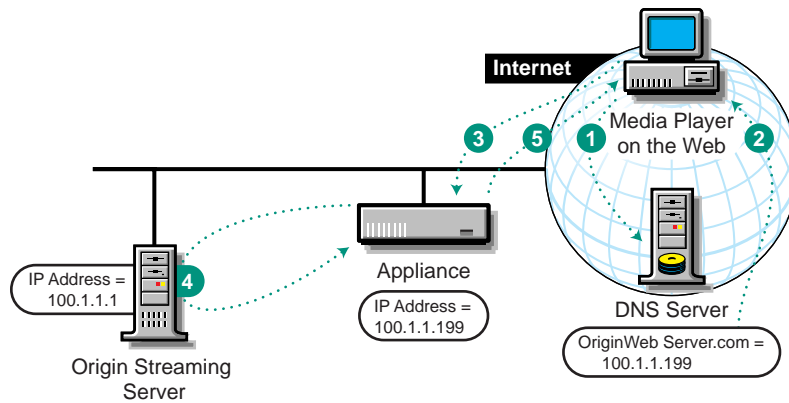 Internet
Media Player
on the Web
1
2
3
5
4
IP Address =
100.1.1.1
Origin Streaming
Server
Appliance
IP Address =
100.1.1.199
DNS Server
OriginWeb Server.com =
100.1.1.199